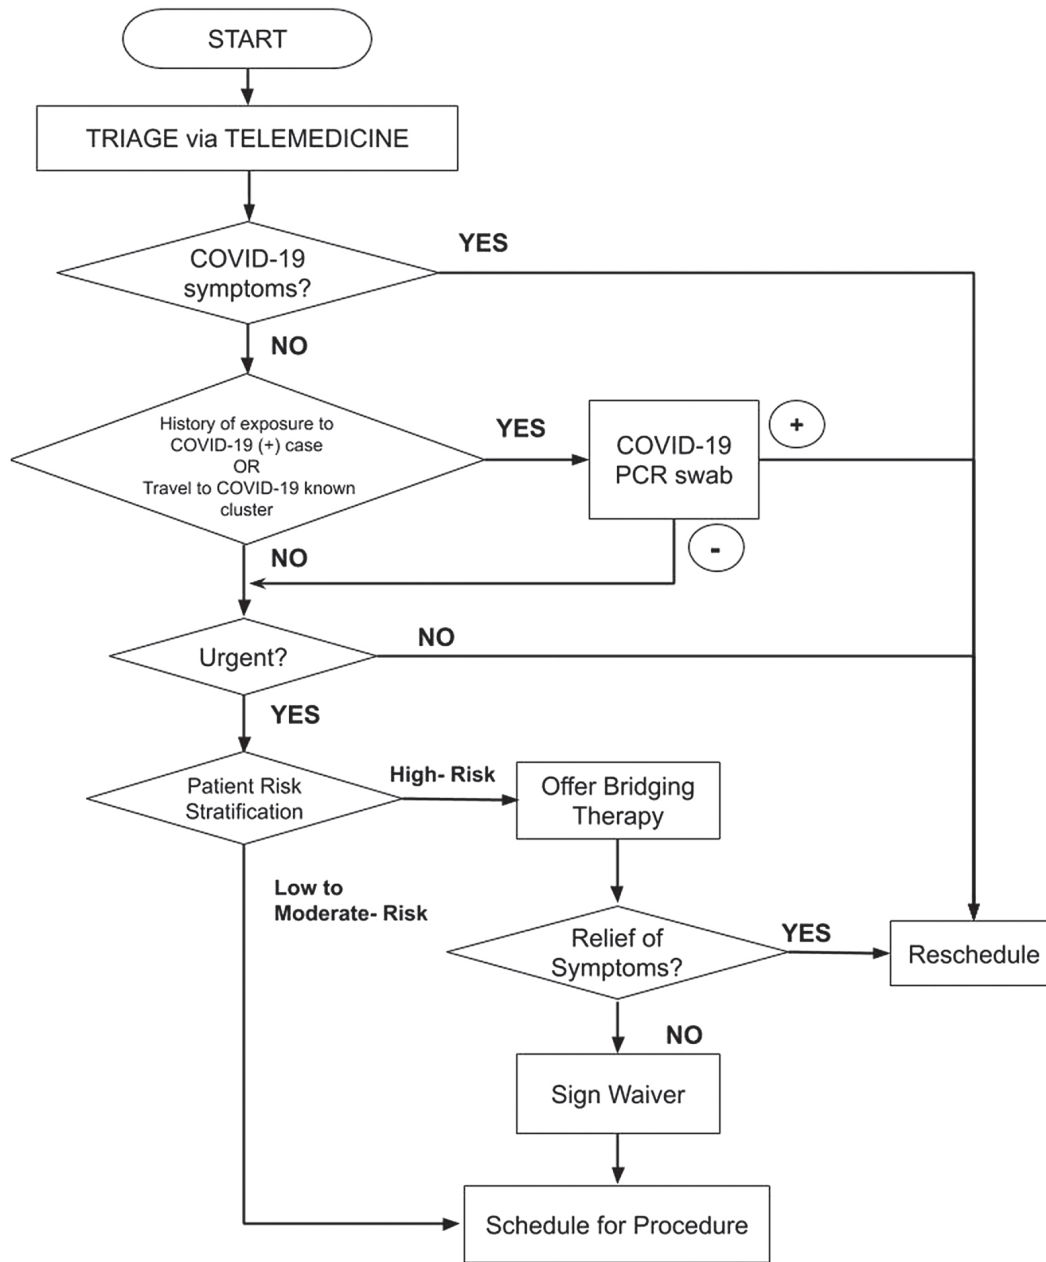 START
TRIAGE via TELEMEDICINE
COVID-19
symptoms?
YES
NO
History of exposure to
COVID-19 (+) case
OR
Travel to COVID-19 known
cluster
YES
COVID-19
PCR swab
+
-
NO
Urgent?
NO
YES
Patient Risk
Stratification
High- Risk
Offer Bridging
Therapy
Low to
Moderate- Risk
Relief of
Symptoms?
YES
Reschedule
NO
Sign Waiver
Schedule for Procedure